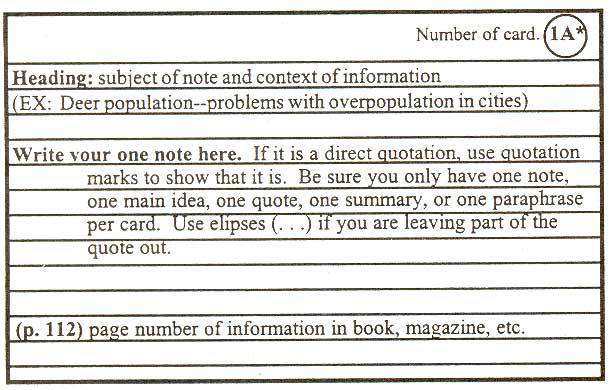 Number of card. 1A*
Heading: subject of note and context of information
(EX: Deer population--problems with overpopulation in cities)
Write your one note here. If it is a direct quotation, use quotation
marks to show that it is. Be sure you only have one note,
one main idea, one quote, one summary, or one paraphrase
per card. Use elipses (. . .) if you are leaving part of the
quote out.
(p. 112) page number of information in book, magazine, etc.